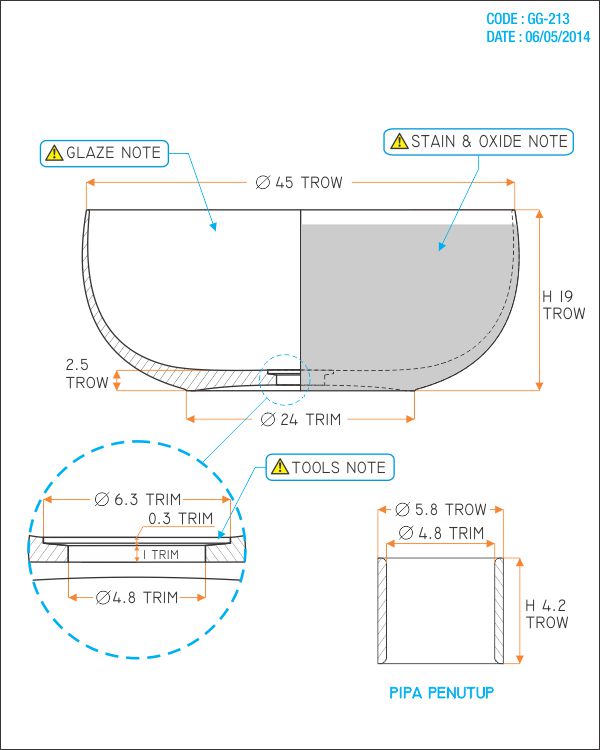 CODE : GG-213
DATE : 06/05/2014
GLAZE NOTE
STAIN & OXIDE NOTE
∅ 45 TROW
H 19
TROW
2.5
TROW
∅ 24 TRIM
TOOLS NOTE
∅ 6.3 TRIM
0.3 TRIM
1 TRIM
∅4.8 TRIM
∅ 5.8 TROW
∅ 4.8 TRIM
H 4.2
TROW
PIPA PENUTUP